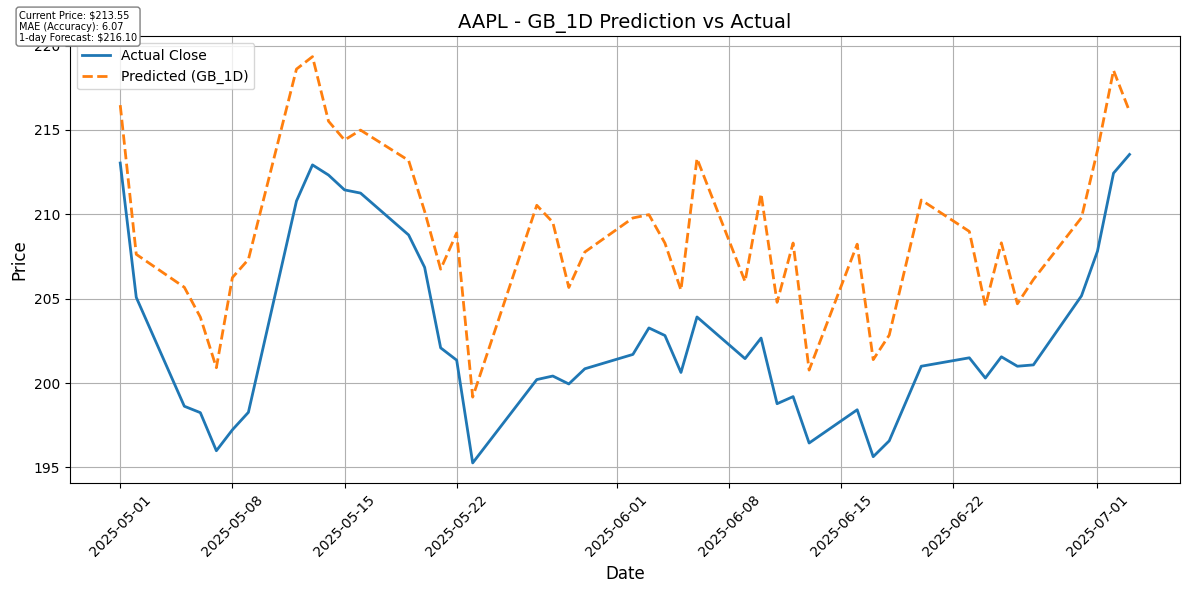 Current Price: $213.55
MAE (Accuracy): 6.07
1-day Forecast: $216.10
AAPL - GB_1D Prediction vs Actual
Actual Close
Predicted (GB_1D)
220
215
210
205
200
195
Price
2025-05-01
2025-05-08
2025-05-15
2025-05-22
2025-06-01
2025-06-08
2025-06-15
2025-06-22
2025-07-01
Date